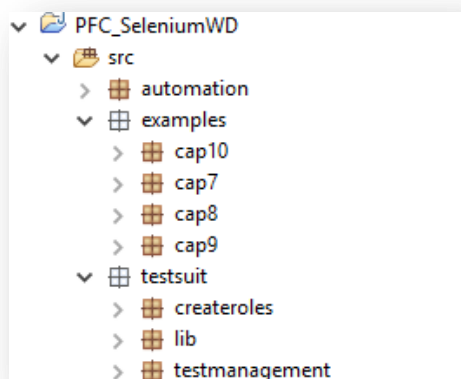 PFC_SeleniumWD
src
automation
examples
cap10
cap7
cap8
cap9
testsuit
createroles
lib
testmanagement